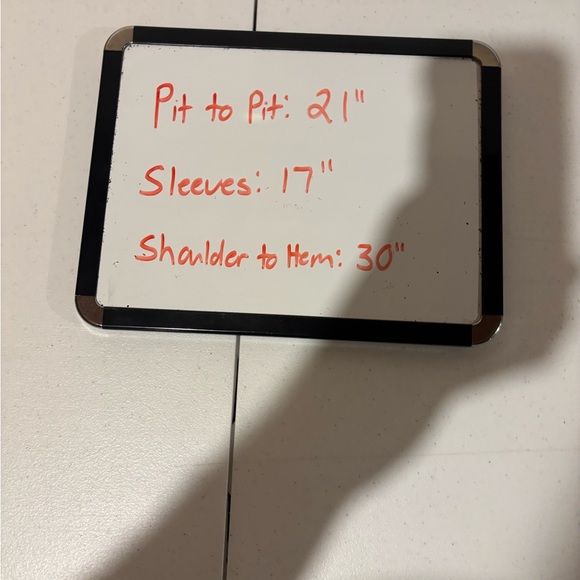 Pit to Pit: 21"
Sleeves: 17"
Shoulder to Hem: 30"